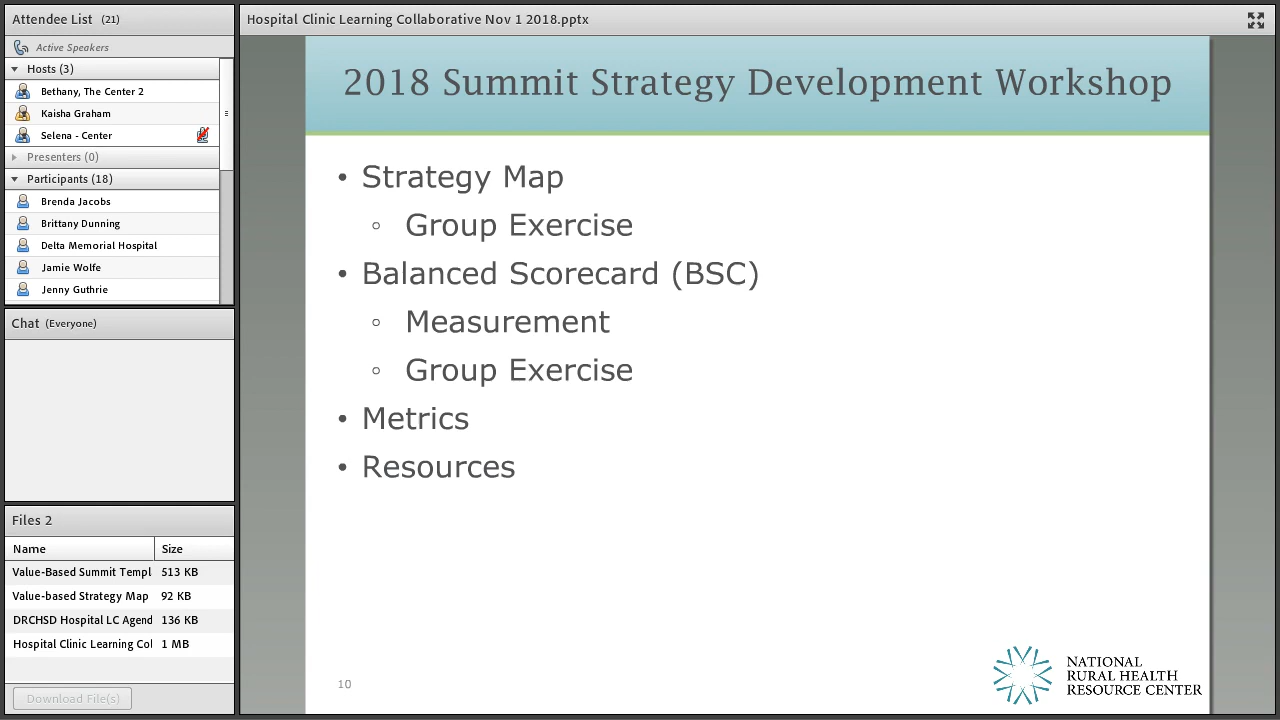 Attendee List (21)
Active Speakers
Hosts (3)
Bethany, The Center 2
Kaisha Graham
Selena - Center
Presenters (0)
Participants (18)
Brenda Jacobs
Brittany Dunning
Delta Memorial Hospital
Jamie Wolfe
Jenny Guthrie
Chat (Everyone)
Files 2
Name Size
Value-Based Summit Templ 513 KB
Value-based Strategy Map 92 KB
DRCHSD Hospital LC Agend 136 KB
Hospital Clinic Learning Col 1 MB
Download File(s)
Hospital Clinic Learning Collaborative Nov 1 2018.pptx
2018 Summit Strategy Development Workshop
• Strategy Map
◦ Group Exercise
• Balanced Scorecard (BSC)
◦ Measurement
◦ Group Exercise
• Metrics
• Resources
10
NATIONAL
RURAL HEALTH
RESOURCE CENTER